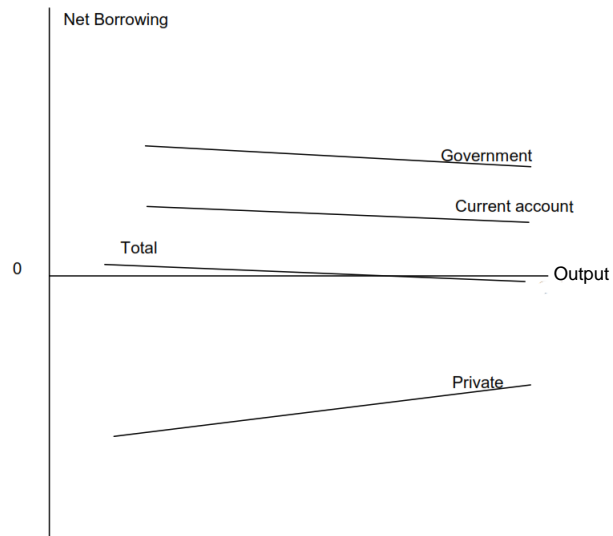 Net Borrowing
Government
Current account
Total
0
Output
Private